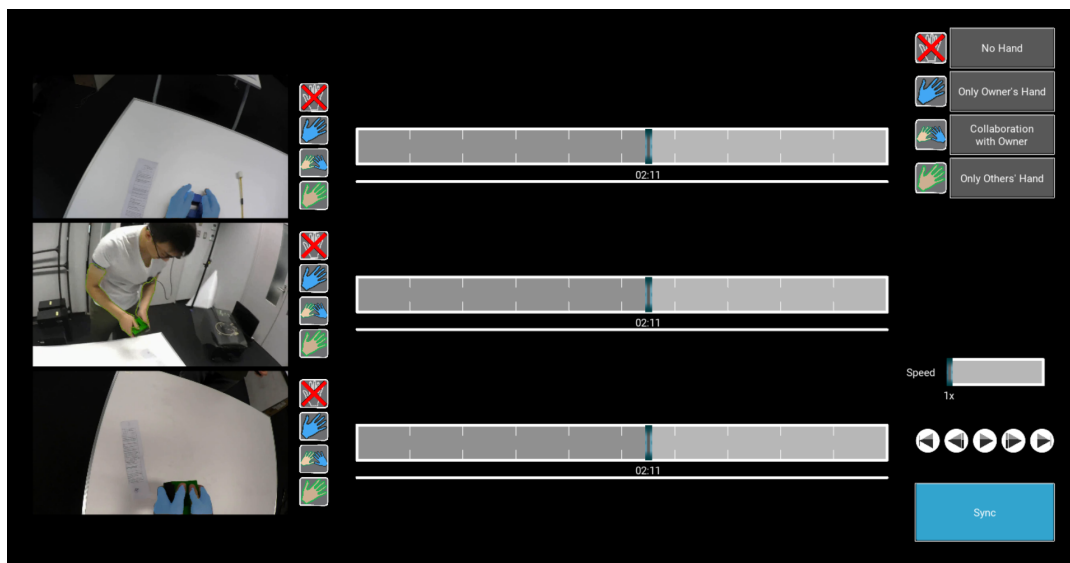 No Hand
Only Owner's Hand
Collaboration
with Owner
Only Others' Hand
02:11
02:11
02:11
Speed
1x
Sync